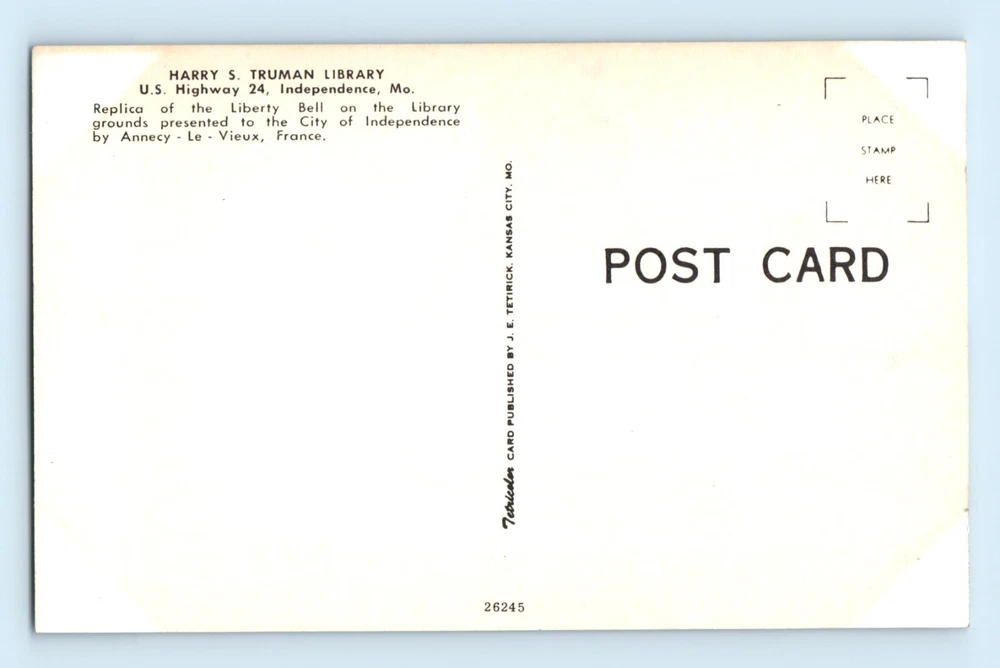 HARRY S. TRUMAN LIBRARY
U.S. Highway 24, Independence, Mo.
Replica of the Liberty Bell on the Library
grounds presented to the City of Independence
by Annecy - Le - Vieux, France.
Tetricolor CARD PUBLISHED BY J. E. TETIRICK, KANSAS CITY, MO.
PLACE
STAMP
HERE
POST CARD
26245